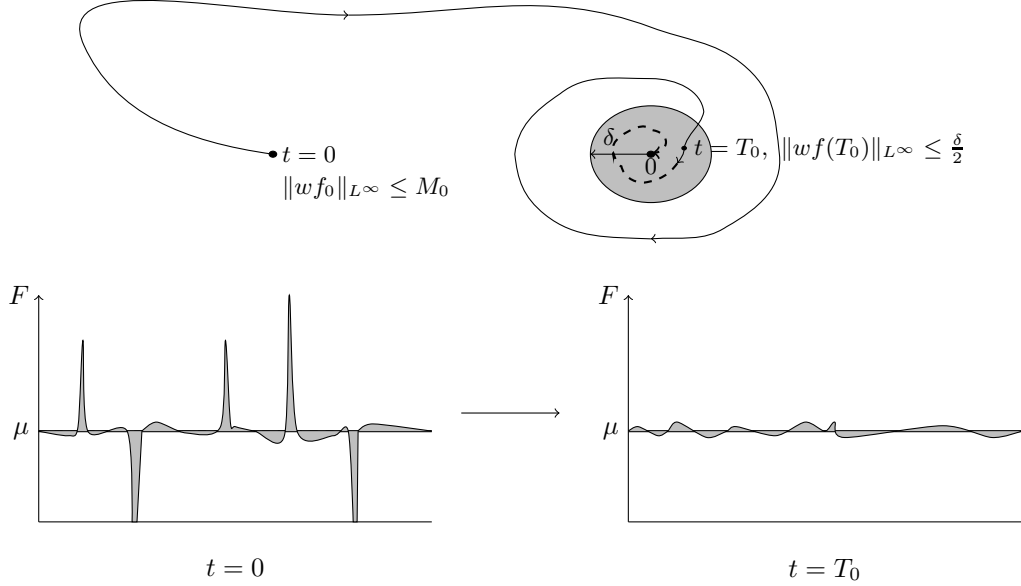 δ
t = 0
0
t = T₀, ‖wf(T₀)‖_{L^∞} ≤ δ/2
‖wf₀‖_{L^∞} ≤ M₀
F
F
μ
μ
t = 0
t = T₀